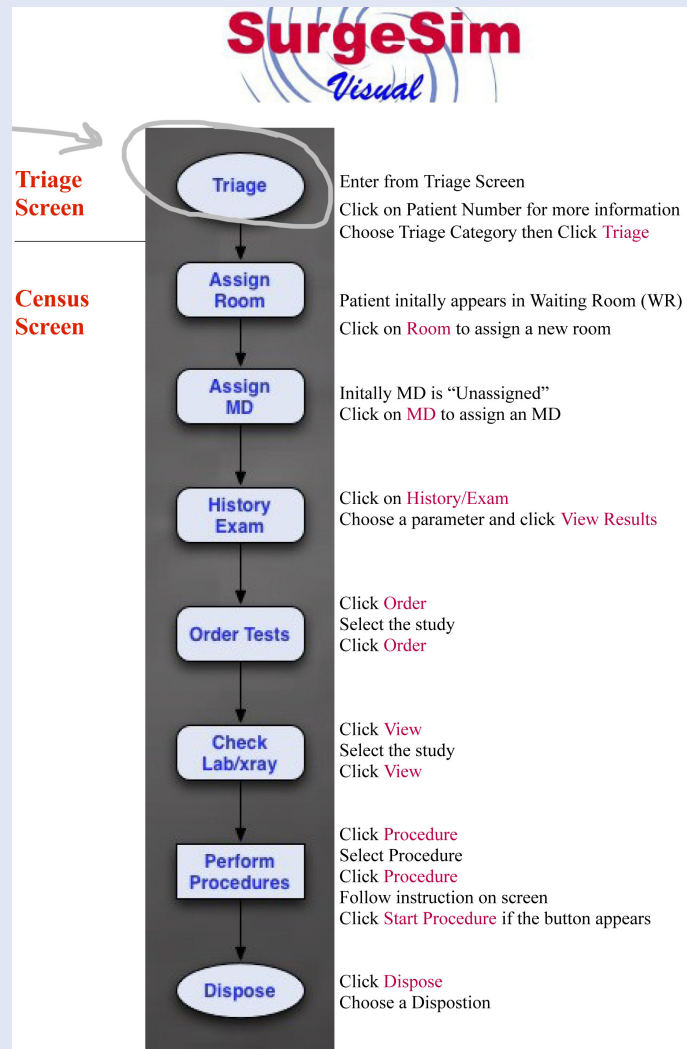 SurgeSim
Visual
Triage
Screen
Triage
Enter from Triage Screen
Click on Patient Number for more information
Choose Triage Category then Click Triage
Census
Screen
Assign
Room
Patient initally appears in Waiting Room (WR)
Click on Room to assign a new room
Assign
MD
Initally MD is “Unassigned”
Click on MD to assign an MD
History
Exam
Click on History/Exam
Choose a parameter and click View Results
Order Tests
Click Order
Select the study
Click Order
Check
Lab/xray
Click View
Select the study
Click View
Perform
Procedures
Click Procedure
Select Procedure
Click Procedure
Follow instruction on screen
Click Start Procedure if the button appears
Dispose
Click Dispose
Choose a Dispostion